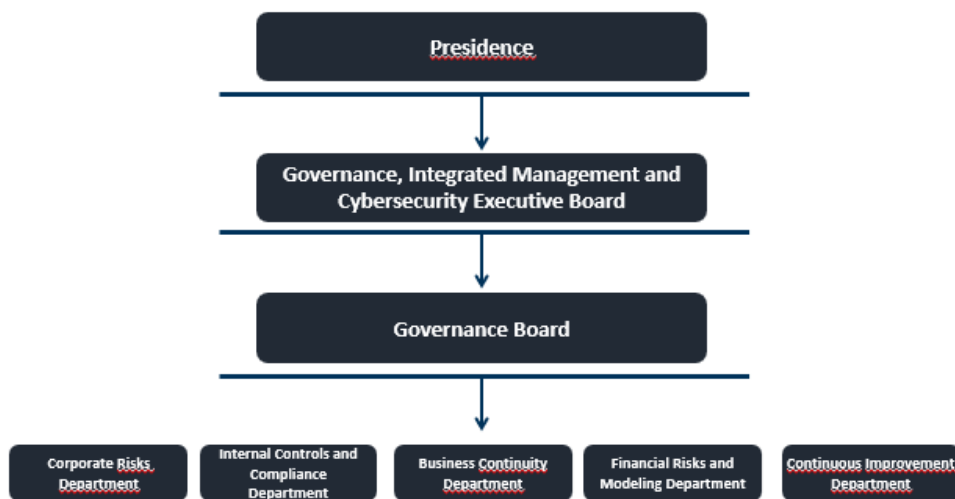 Presidence
Governance, Integrated Management and
Cybersecurity Executive Board
Governance Board
Corporate Risks
Department
Internal Controls and
Compliance
Department
Business Continuity
Department
Financial Risks and
Modeling Department
Continuous Improvement
Department